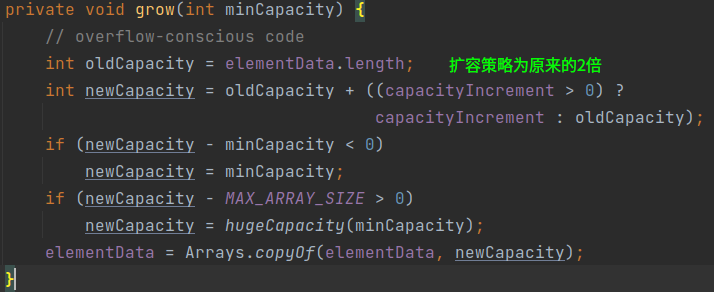 private void grow(int minCapacity) {
// overflow-conscious code
int oldCapacity = elementData.length; 扩容策略为原来的2倍
int newCapacity = oldCapacity + ((capacityIncrement > 0) ?
capacityIncrement : oldCapacity);
if (newCapacity - minCapacity < 0)
newCapacity = minCapacity;
if (newCapacity - MAX_ARRAY_SIZE > 0)
newCapacity = hugeCapacity(minCapacity);
elementData = Arrays.copyOf(elementData, newCapacity);
}